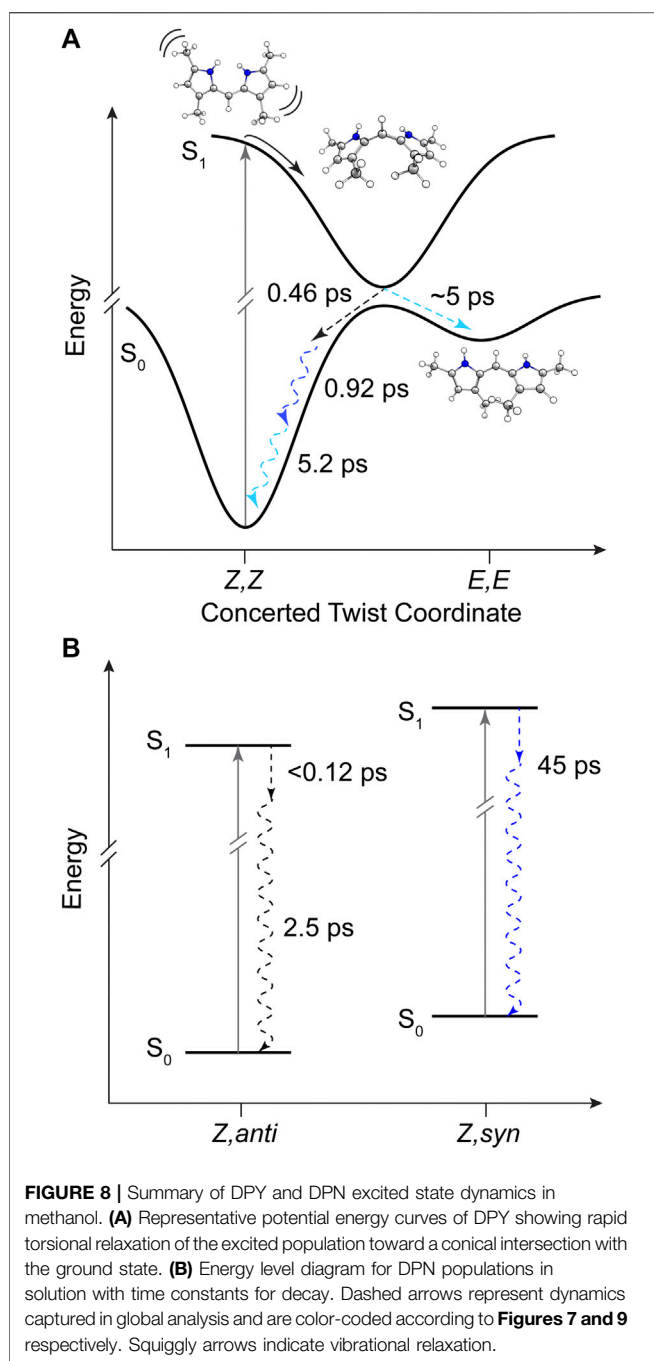 A
S1
0.46 ps
~5 ps
Energy
S0
0.92 ps
5.2 ps
Z,Z
E,E
Concerted Twist Coordinate
B
S1
S1
<0.12 ps
45 ps
Energy
2.5 ps
S0
S0
Z,anti
Z,syn
FIGURE 8 | Summary of DPY and DPN excited state dynamics in
methanol. (A) Representative potential energy curves of DPY showing rapid
torsional relaxation of the excited population toward a conical intersection with
the ground state. (B) Energy level diagram for DPN populations in
solution with time constants for decay. Dashed arrows represent dynamics
captured in global analysis and are color-coded according to Figures 7 and 9
respectively. Squiggly arrows indicate vibrational relaxation.